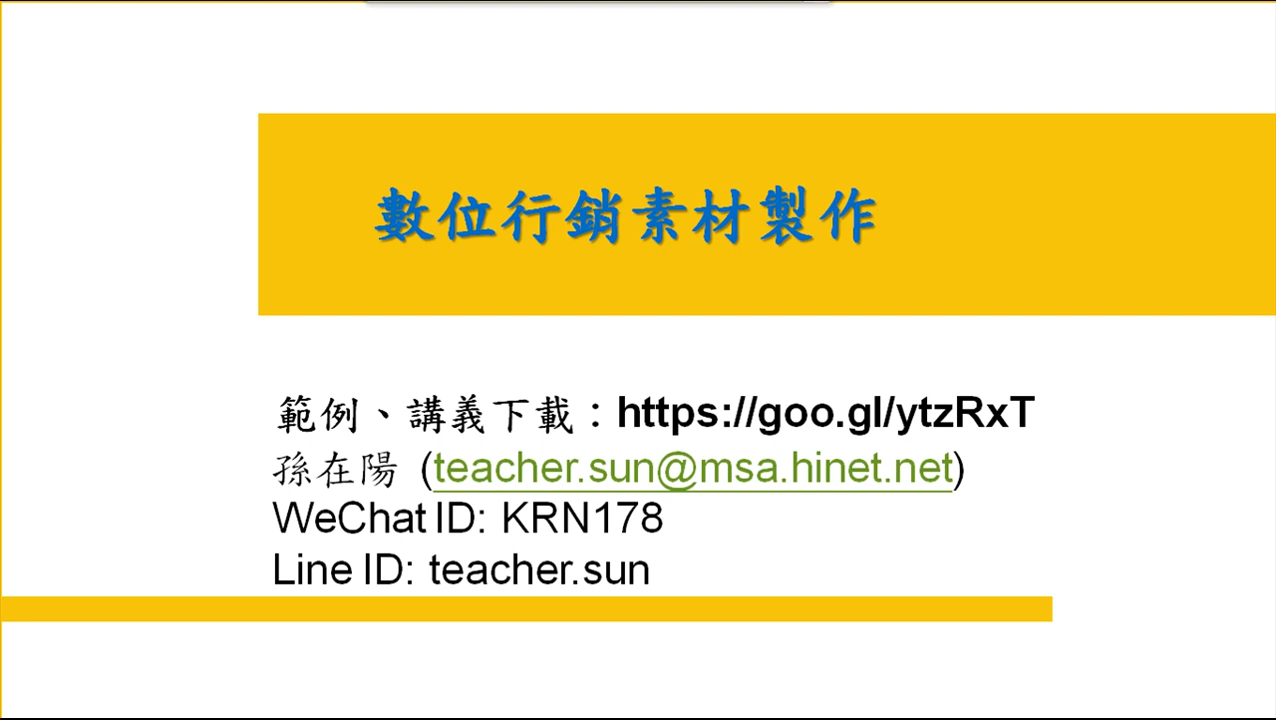 數位行銷素材製作
範例、講義下載：https://goo.gl/ytzRxT
孫在陽 (teacher.sun@msa.hinet.net)
WeChat ID: KRN178
Line ID: teacher.sun